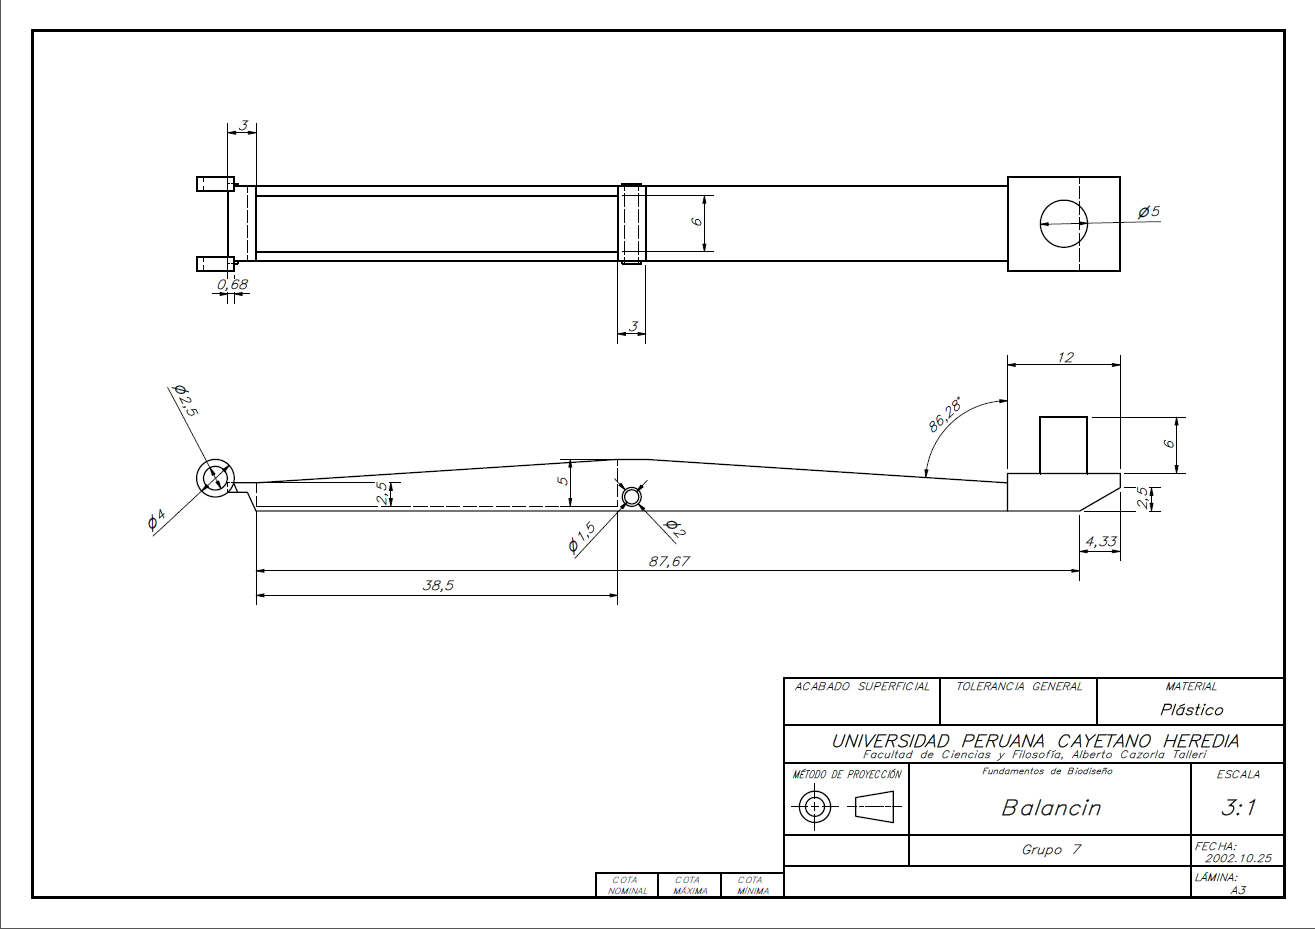 3
6
Ø5
0,68
3
12
Ø2,5
86,28°
6
5
2,5
2,5
Ø4
Ø1,5
Ø2
4,33
87,67
38,5
ACABADO SUPERFICIAL
TOLERANCIA GENERAL
MATERIAL
Plástico
UNIVERSIDAD PERUANA CAYETANO HEREDIA
Facultad de Ciencias y Filosofía, Alberto Cazorla Talleri
MÉTODO DE PROYECCIÓN
Fundamentos de Biodiseño
ESCALA
Balancin
3:1
Grupo 7
FECHA:
2002.10.25
COTA NOMINAL
COTA MÁXIMA
COTA MÍNIMA
LÁMINA:
A3